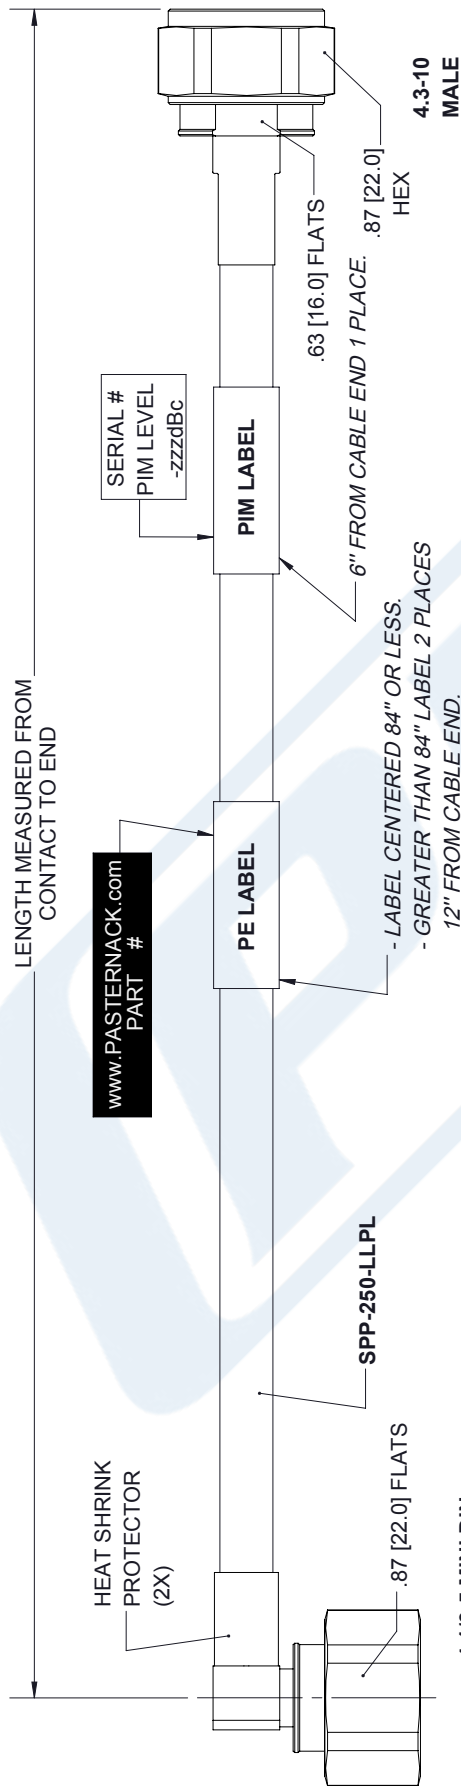 LENGTH MEASURED FROM
CONTACT TO END
HEAT SHRINK
PROTECTOR
(2X)
www.PASTERNACK.com
PART #
SERIAL #
PIM LEVEL
-zzzdBc
PE LABEL
PIM LABEL
SPP-250-LLPL
- LABEL CENTERED 84" OR LESS.
- GREATER THAN 84" LABEL 2 PLACES
12" FROM CABLE END.
6" FROM CABLE END 1 PLACE.
.63 [16.0] FLATS
.87 [22.0]
HEX
4.3-10
MALE
.87 [22.0] FLATS